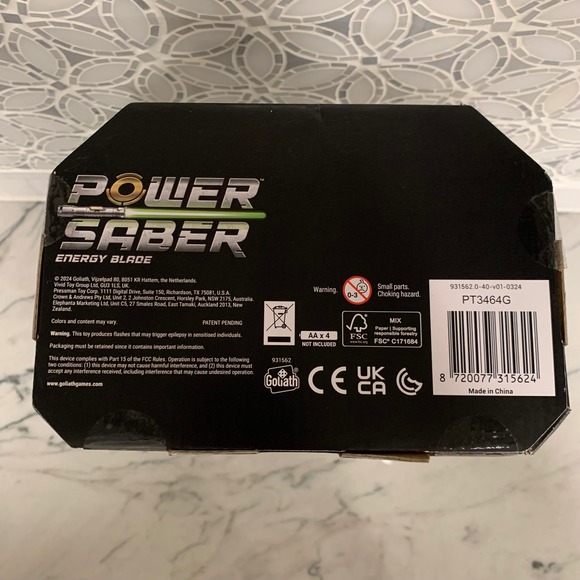 POWER™
SABER
ENERGY BLADE
© 2024 Goliath, Vijzelpad 80, 8051 KR Hattem, the Netherlands.
Vivid Toy Group Ltd, GU3 1LS, UK.
Pressman Toy Corp. 1111 Digital Drive, Suite 150, Richardson, TX 75081, U.S.A.
Crown & Andrews Pty Ltd, Unit 2, 2 Johnston Crescent, Horsley Park, NSW 2175, Australia.
Elephanta Marketing Ltd, Unit C5, 27 Smales Road, East Tamaki, Auckland 2013, New
Zealand.
Colors and content may vary. PATENT PENDING
Warning. This toy produces flashes that may trigger epilepsy in sensitised individuals.
Packaging must be retained since it contains important information.
This device complies with Part 15 of the FCC Rules. Operation is subject to the following
two conditions: (1) this device may not cause harmful interference, and (2) this device must
accept any interference received, including interference that may cause undesired operation.
www.goliathgames.com
Warning.
0-3
Small parts.
Choking hazard.
AA x 4
NOT INCLUDED
FSC
MIX
Paper | Supporting
responsible forestry
FSC® C171684
931562
Goliath
CE
UK
CA
931562.0-40-v01-0324
PT3464G
8 720077 315624
Made in China